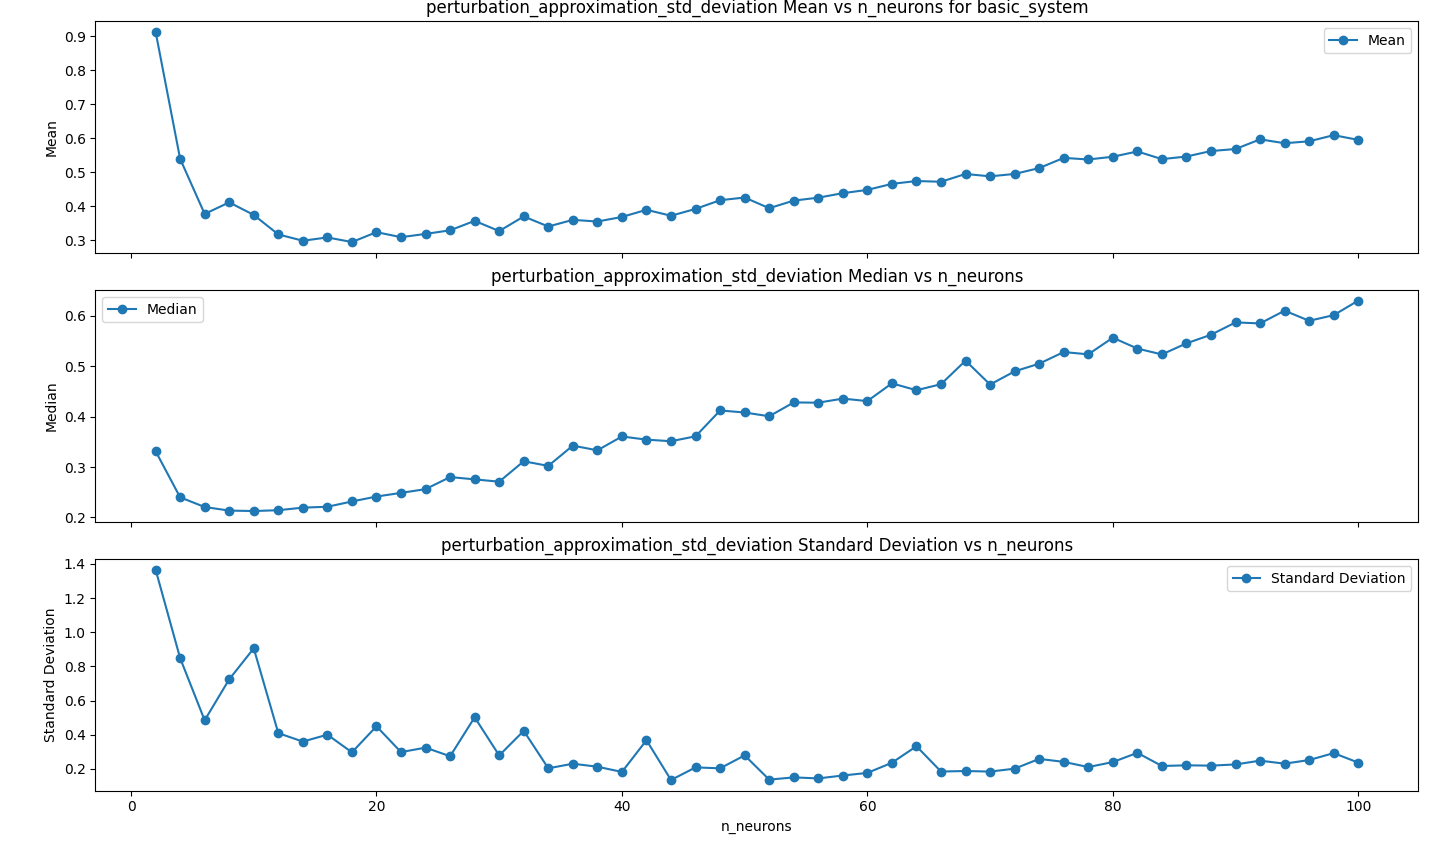 perturbation_approximation_std_deviation Mean vs n_neurons for basic_system
0.9
0.8
0.7
0.6
0.5
0.4
0.3
Mean
Mean
perturbation_approximation_std_deviation Median vs n_neurons
0.6
0.5
0.4
0.3
0.2
Median
Median
perturbation_approximation_std_deviation Standard Deviation vs n_neurons
1.4
1.2
1.0
0.8
0.6
0.4
0.2
Standard Deviation
Standard Deviation
0 20 40 60 80 100
n_neurons